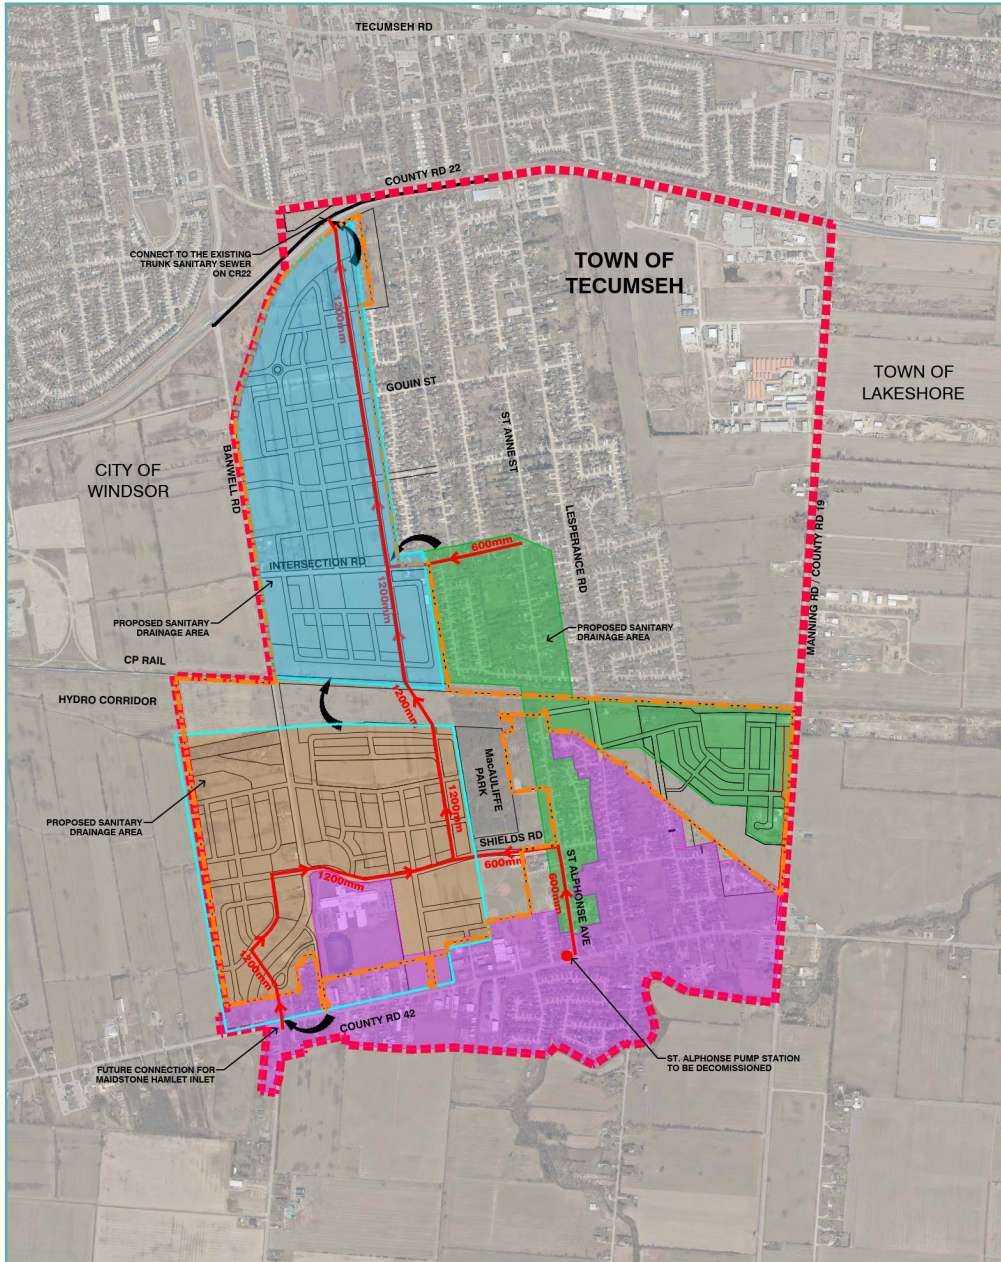 TECUMSEH RD
COUNTY RD 22
CONNECT TO THE EXISTING
TRUNK SANITARY SEWER
ON CR22
TOWN OF
TECUMSEH
1200mm
TOWN OF
LAKESHORE
GOUIN ST
ST ANNE ST
BANWELL RD
CITY OF
WINDSOR
LESPERANCE RD
MANNING RD / COUNTY RD 19
600mm
INTERSECTION RD
1200mm
PROPOSED SANITARY
DRAINAGE AREA
PROPOSED SANITARY
DRAINAGE AREA
CP RAIL
HYDRO CORRIDOR
1200mm
MacAULIFFE
PARK
1200mm
PROPOSED SANITARY
DRAINAGE AREA
SHIELDS RD
600mm
1200mm
ST ALPHONSE AVE
600mm
1200mm
COUNTY RD 42
FUTURE CONNECTION FOR
MAIDSTONE HAMLET INLET
ST. ALPHONSE PUMP STATION
TO BE DECOMISSIONED